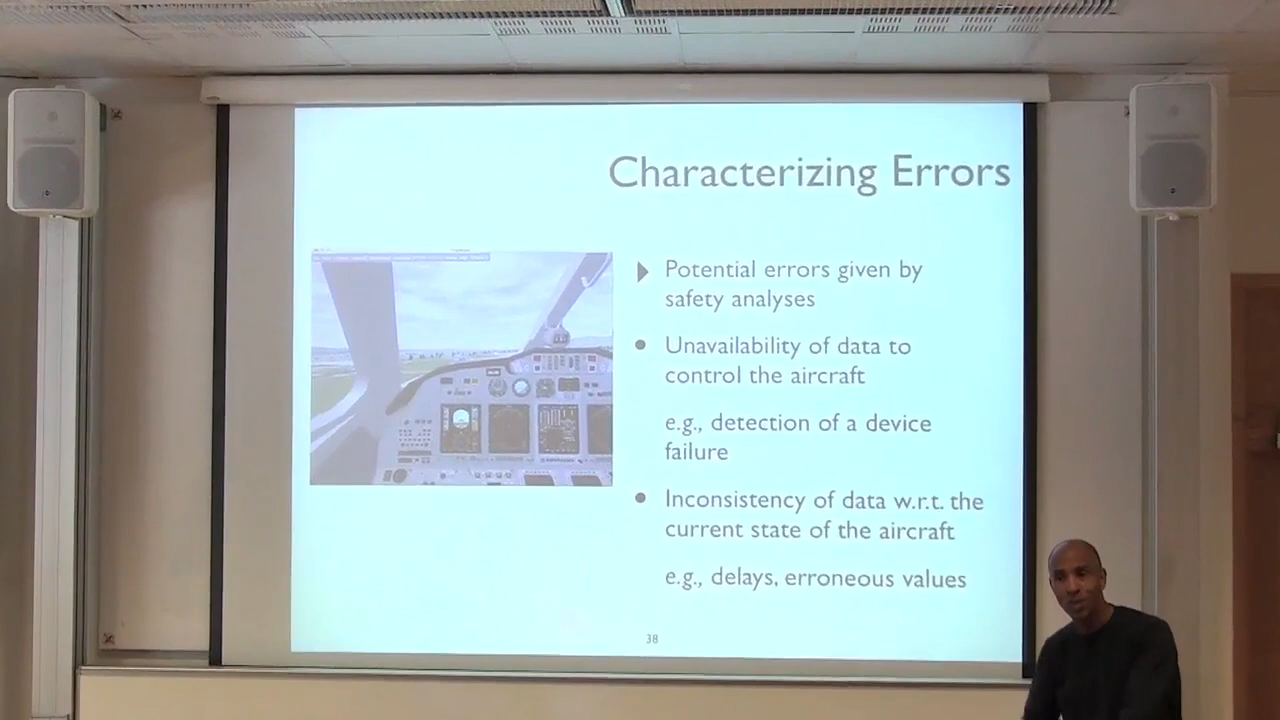 Characterizing Errors
Potential errors given by
safety analyses
Unavailability of data to
control the aircraft
e.g., detection of a device
failure
Inconsistency of data w.r.t. the
current state of the aircraft
e.g., delays, erroneous values
38